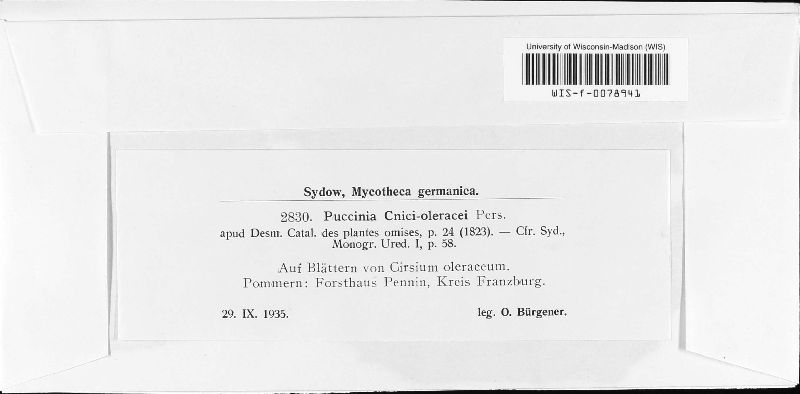 University of Wisconsin-Madison (WIS)
WIS-f-0078941
Sydow, Mycotheca germanica.
2830. Puccinia Cnici-oleracei Pers.
apud Desm. Catal. des plantes omises, p. 24 (1823). — Cfr. Syd.,
Monogr. Ured. I, p. 58.
Auf Blättern von Cirsium oleraceum.
Pommern: Forsthaus Pennin, Kreis Franzburg.
29. IX. 1935. leg. O. Bürgener.